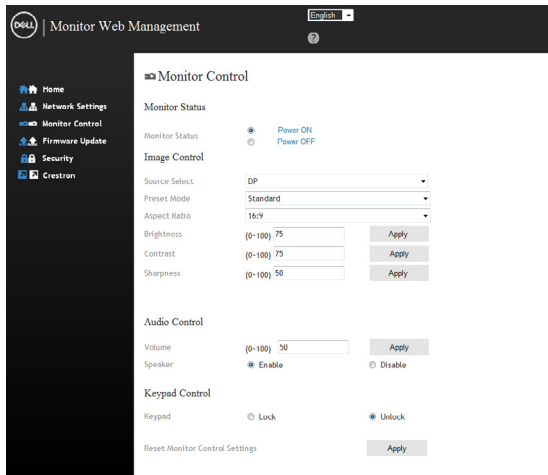 English
DELL
Monitor Web Management
?
Home
Network Settings
Monitor Control
Firmware Update
Security
Crestron
Monitor Control
Monitor Status
Monitor Status
Power ON
Power OFF
Image Control
Source Select DP
Preset Mode Standard
Aspect Ratio 16:9
Brightness (0~100) 75 Apply
Contrast (0~100) 75 Apply
Sharpness (0~100) 50 Apply
Audio Control
Volume (0~100) 50 Apply
Speaker Enable Disable
Keypad Control
Keypad Lock Unlock
Reset Monitor Control Settings Apply